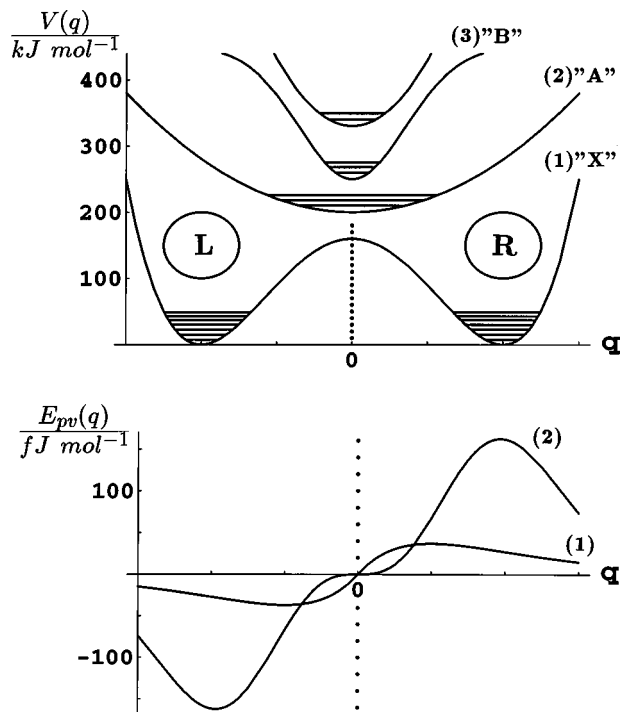 V(q)
kJ mol⁻¹
(3)"B"
400
(2)"A"
300
(1)"X"
200
L
R
100
0
q
E_pv(q)
fJ mol⁻¹
(2)
100
(1)
0
q
-100